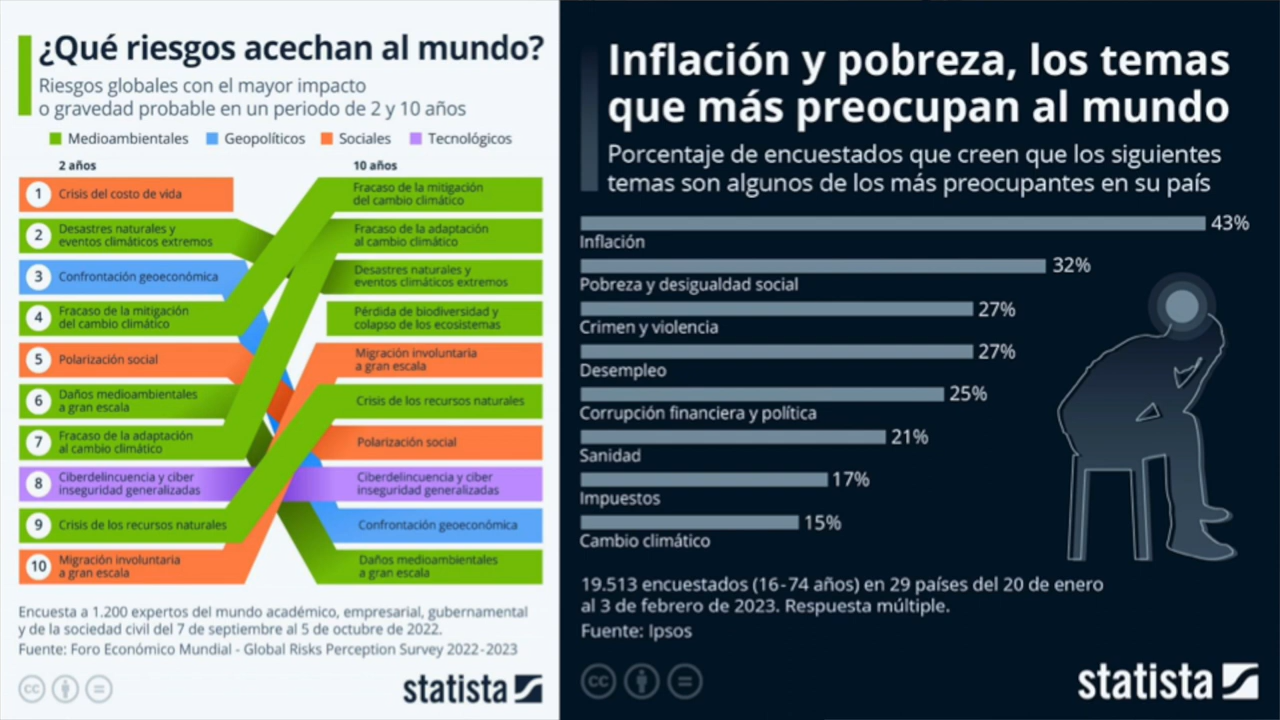 ¿Qué riesgos acechan al mundo?
Riesgos globales con el mayor impacto
o gravedad probable en un periodo de 2 y 10 años
Medioambientales Geopolíticos Sociales Tecnológicos
2 años 10 años
1 Crisis del costo de vida
2 Desastres naturales y
eventos climáticos extremos
3 Confrontación geoeconómica
4 Fracaso de la mitigación
del cambio climático
5 Polarización social
6 Daños medioambientales
a gran escala
7 Fracaso de la adaptación
al cambio climático
8 Ciberdelincuencia y ciber
inseguridad generalizadas
9 Crisis de los recursos naturales
10 Migración involuntaria
a gran escala
Fracaso de la mitigación
del cambio climático
Fracaso de la adaptación
al cambio climático
Desastres naturales y
eventos climáticos extremos
Pérdida de biodiversidad y
colapso de los ecosistemas
Migración involuntaria
a gran escala
Crisis de los recursos naturales
Polarización social
Ciberdelincuencia y ciber
inseguridad generalizadas
Confrontación geoeconómica
Daños medioambientales
a gran escala
Encuesta a 1.200 expertos del mundo académico, empresarial, gubernamental
y de la sociedad civil del 7 de septiembre al 5 de octubre de 2022.
Fuente: Foro Económico Mundial - Global Risks Perception Survey 2022-2023
cc
statista
Inflación y pobreza, los temas
que más preocupan al mundo
Porcentaje de encuestados que creen que los siguientes
temas son algunos de los más preocupantes en su país
43%
Inflación
32%
Pobreza y desigualdad social
27%
Crimen y violencia
27%
Desempleo
25%
Corrupción financiera y política
21%
Sanidad
17%
Impuestos
15%
Cambio climático
19.513 encuestados (16-74 años) en 29 países del 20 de enero
al 3 de febrero de 2023. Respuesta múltiple.
Fuente: Ipsos
cc
statista